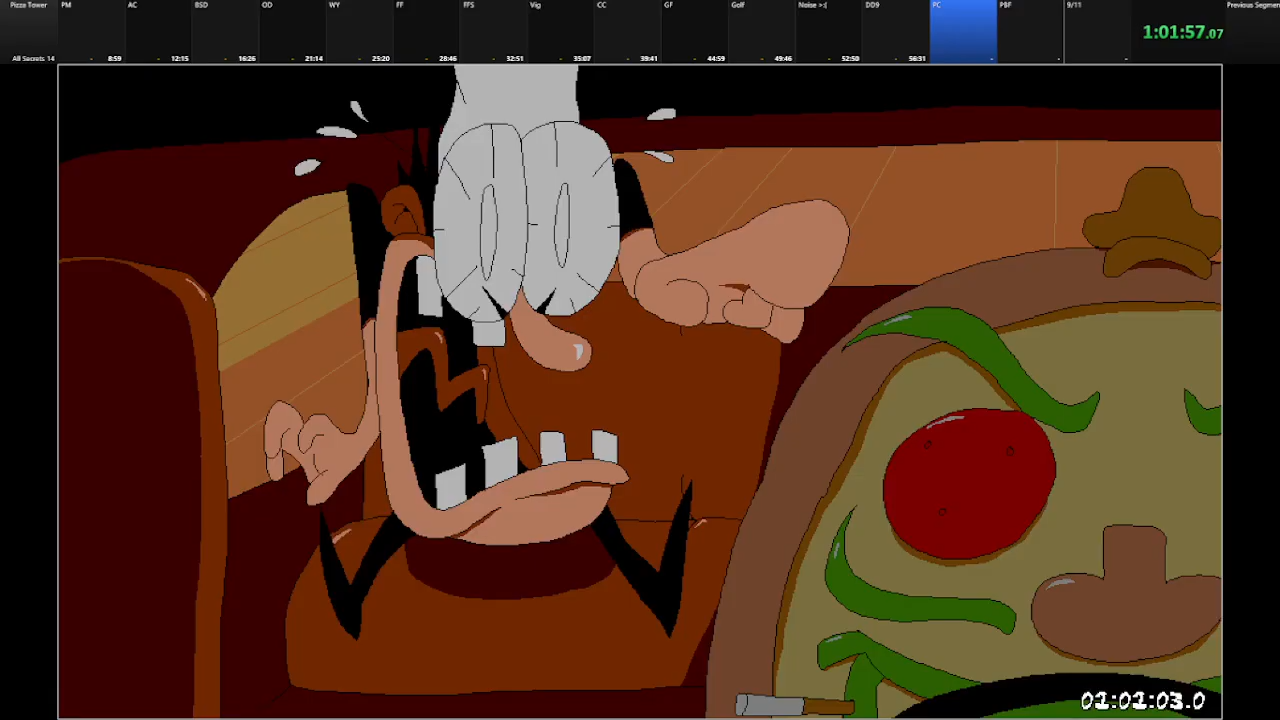 Pizza Tower PM AC BSD OD WY FF FFS Vig CC GF Golf Noise >:( DD9 PC PBF 9/11 Previous Segmen
1:01:57.07
All Secrets 14 - 8:59 - 12:15 - 16:26 - 21:14 - 25:20 - 28:46 - 32:51 - 35:07 - 39:41 - 44:59 - 49:46 - 52:50 - 56:31 - - -
01:02:03.0